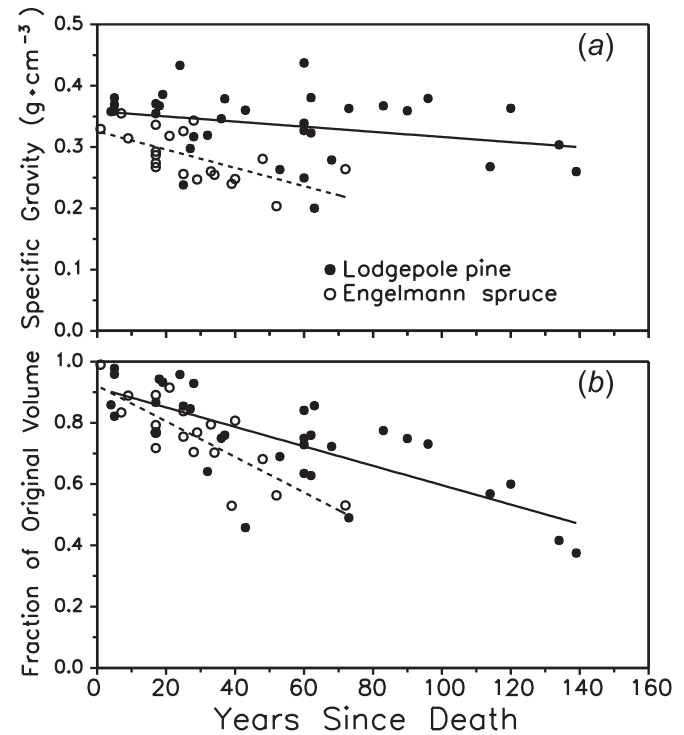 (a)
Specific Gravity (g•cm⁻³)
0.5
0.4
0.3
0.2
0.1
0.0
Lodgepole pine
Engelmann spruce
(b)
Fraction of Original Volume
1.0
0.8
0.6
0.4
0.2
0.0
0 20 40 60 80 100 120 140 160
Years Since Death